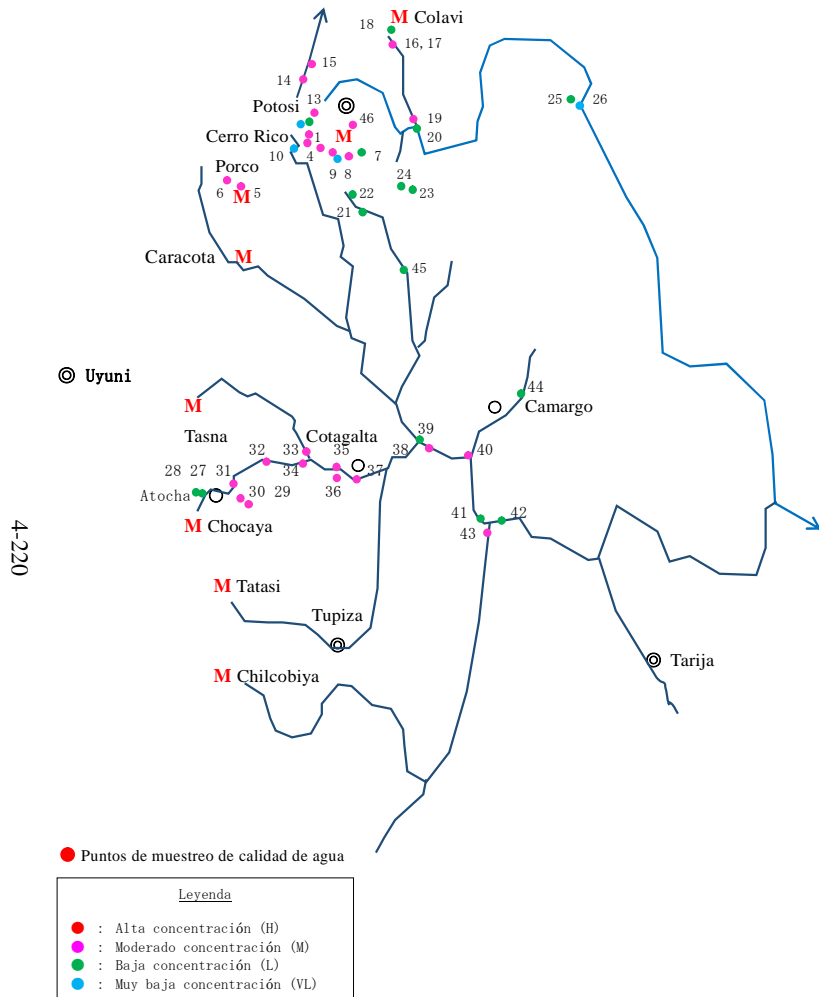 18
M Colavi
16, 17
15
14
Potosi
13
46
25
26
19
Cerro Rico
1
M
20
10
4
7
Porco
9
8
24
6
M
5
22
23
21
Caracota
M
45
Uyuni
44
M
Camargo
39
Tasna
Cotagalta
32
33
35
38
40
28
27
31
34
37
Atocha
30
29
36
M Chocaya
41
42
43
4-220
M Tatasi
Tupiza
Tarija
M Chilcobiya
Puntos de muestreo de calidad de agua
Leyenda
: Alta concentración (H)
: Moderado concentración (M)
: Baja concentración (L)
: Muy baja concentración (VL)